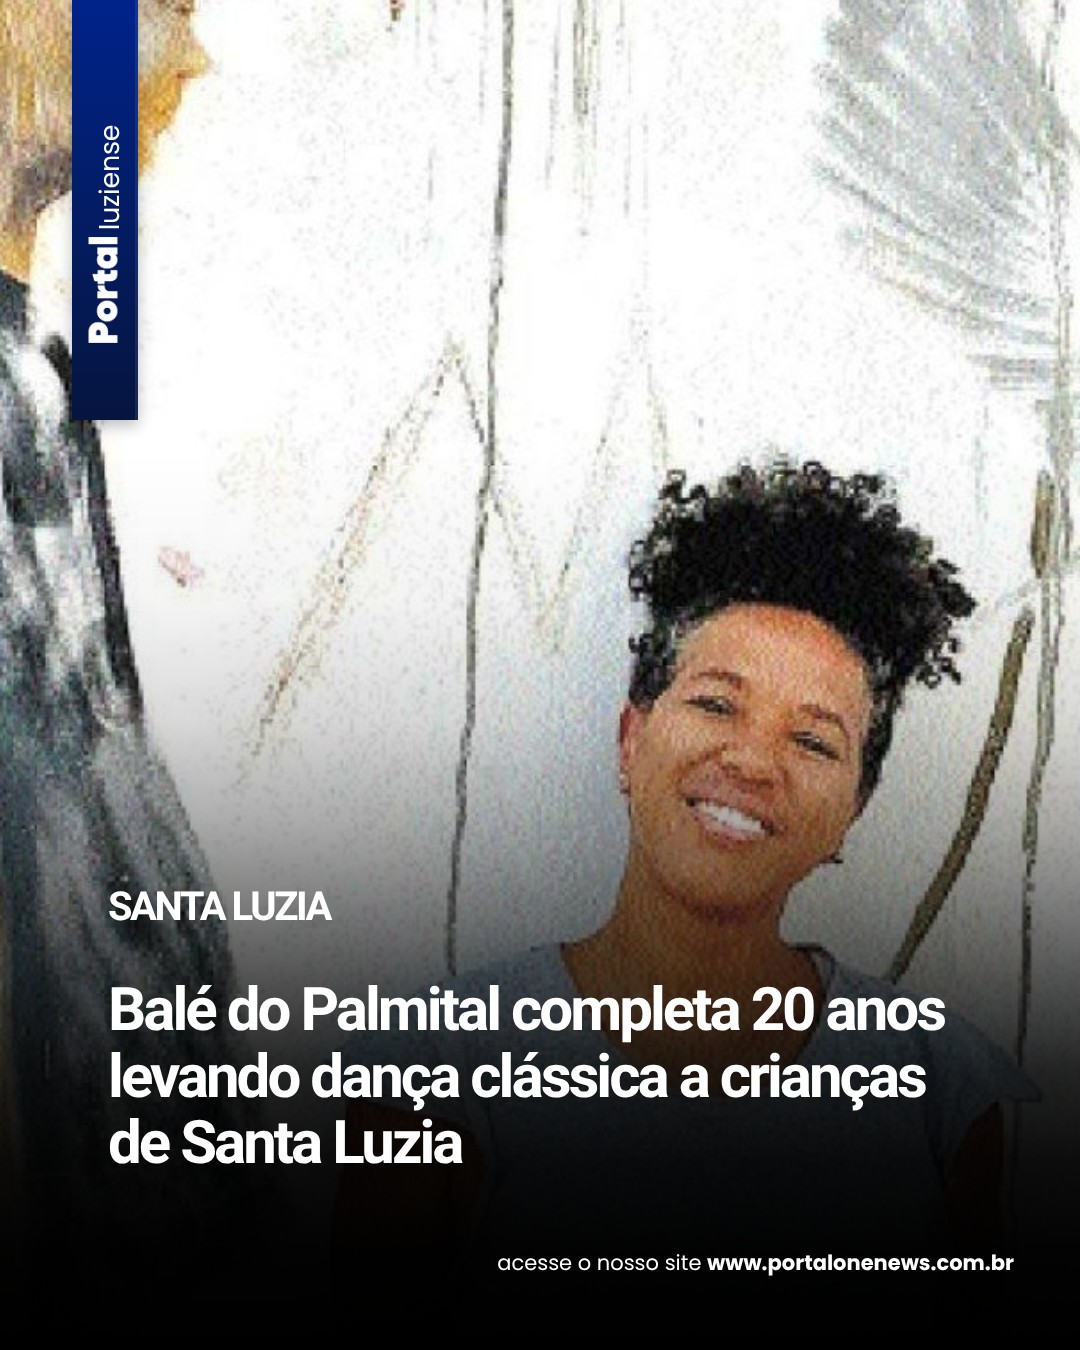 Portal luziense
SANTA LUZIA
Balé do Palmital completa 20 anos
levando dança clássica a crianças
de Santa Luzia
acesse o nosso site www.portalonenews.com.br